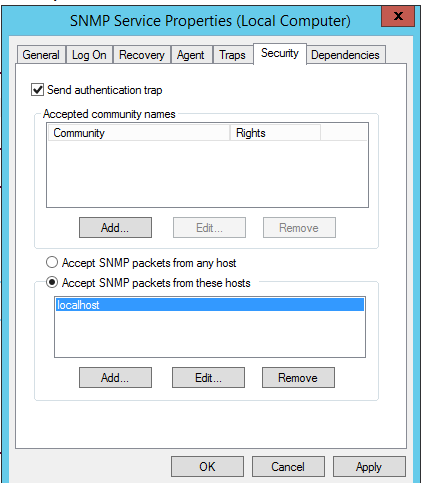 SNMP Service Properties (Local Computer)
x
General Log On Recovery Agent Traps Security Dependencies
Send authentication trap
Accepted community names
Community Rights
Add... Edit... Remove
Accept SNMP packets from any host
Accept SNMP packets from these hosts
localhost
Add... Edit... Remove
OK Cancel Apply